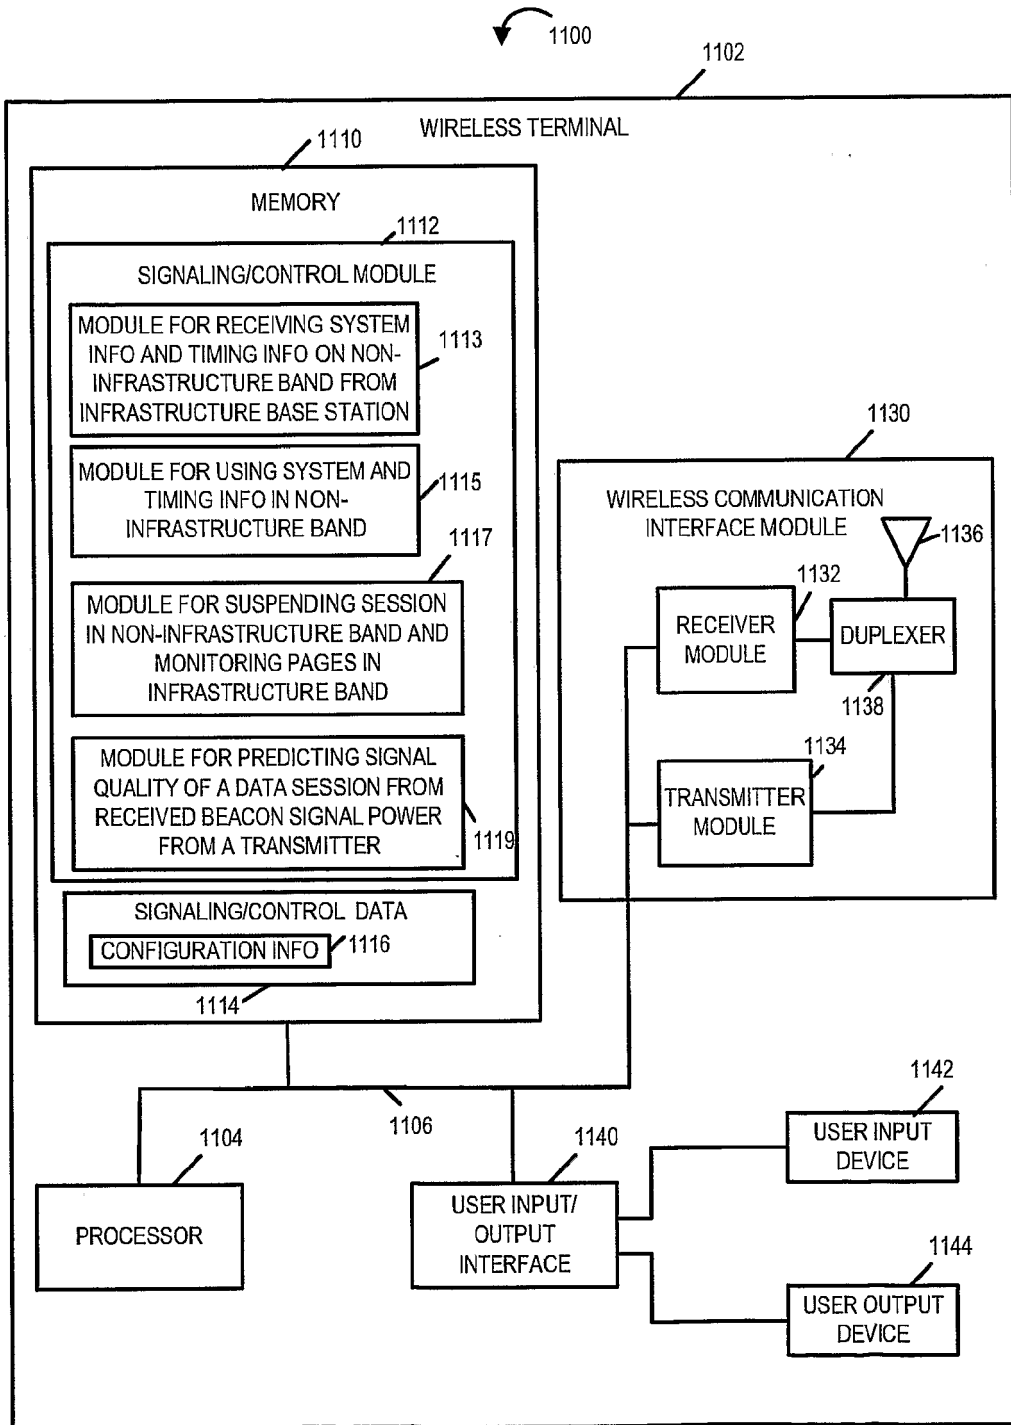 1100
1102
WIRELESS TERMINAL
1110
MEMORY
1112
SIGNALING/CONTROL MODULE
MODULE FOR RECEIVING SYSTEM
INFO AND TIMING INFO ON NON-
INFRASTRUCTURE BAND FROM
INFRASTRUCTURE BASE STATION
1113
MODULE FOR USING SYSTEM AND
TIMING INFO IN NON-
INFRASTRUCTURE BAND
1115
1117
MODULE FOR SUSPENDING SESSION
IN NON-INFRASTRUCTURE BAND AND
MONITORING PAGES IN
INFRASTRUCTURE BAND
MODULE FOR PREDICTING SIGNAL
QUALITY OF A DATA SESSION FROM
RECEIVED BEACON SIGNAL POWER
FROM A TRANSMITTER
1119
SIGNALING/CONTROL DATA
CONFIGURATION INFO
1116
1114
1130
WIRELESS COMMUNICATION
INTERFACE MODULE
1136
1132
RECEIVER
MODULE
DUPLEXER
1138
1134
TRANSMITTER
MODULE
1106
1104
PROCESSOR
1140
USER INPUT/
OUTPUT
INTERFACE
1142
USER INPUT
DEVICE
1144
USER OUTPUT
DEVICE